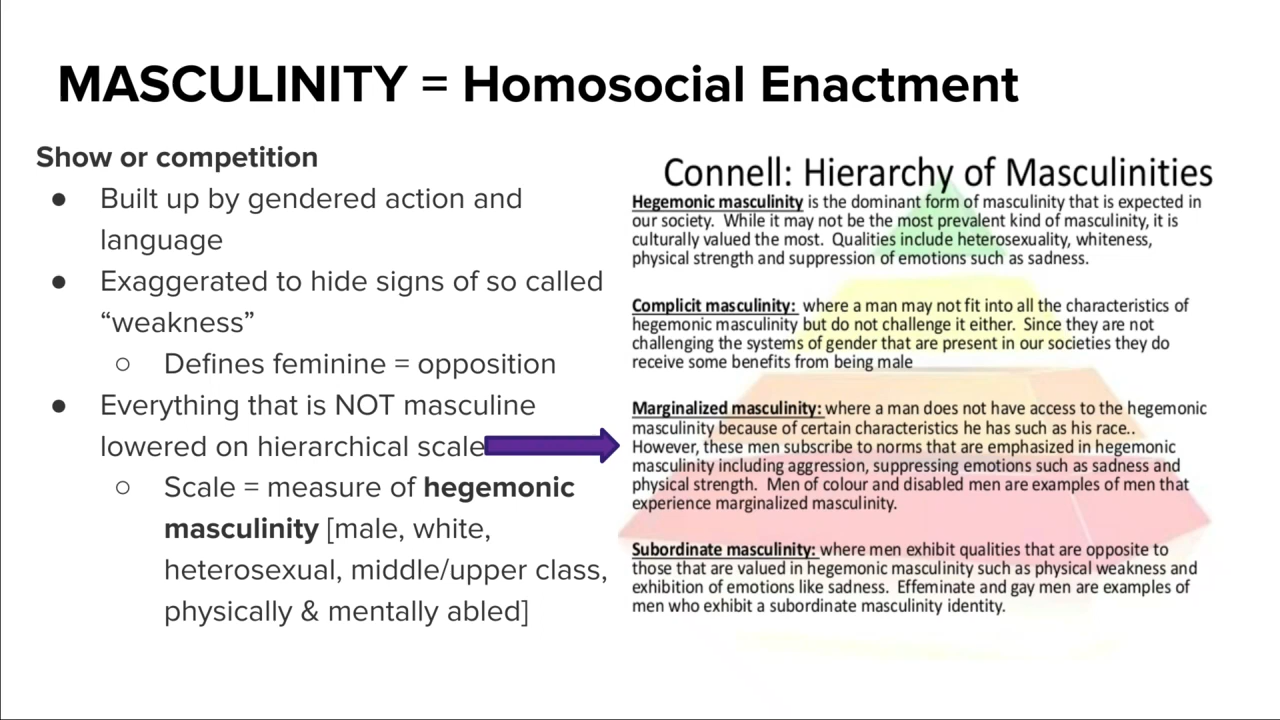 MASCULINITY = Homosocial Enactment
Show or competition
● Built up by gendered action and
language
● Exaggerated to hide signs of so called
“weakness”
○ Defines feminine = opposition
● Everything that is NOT masculine
lowered on hierarchical scale
○ Scale = measure of hegemonic
masculinity [male, white,
heterosexual, middle/upper class,
physically & mentally abled]
Connell: Hierarchy of Masculinities
Hegemonic masculinity is the dominant form of masculinity that is expected in
our society. While it may not be the most prevalent kind of masculinity, it is
culturally valued the most. Qualities include heterosexuality, whiteness,
physical strength and suppression of emotions such as sadness.
Complicit masculinity: where a man may not fit into all the characteristics of
hegemonic masculinity but do not challenge it either. Since they are not
challenging the systems of gender that are present in our societies they do
receive some benefits from being male
Marginalized masculinity: where a man does not have access to the hegemonic
masculinity because of certain characteristics he has such as his race..
However, these men subscribe to norms that are emphasized in hegemonic
masculinity including aggression, suppressing emotions such as sadness and
physical strength. Men of colour and disabled men are examples of men that
experience marginalized masculinity.
Subordinate masculinity: where men exhibit qualities that are opposite to
those that are valued in hegemonic masculinity such as physical weakness and
exhibition of emotions like sadness. Effeminate and gay men are examples of
men who exhibit a subordinate masculinity identity.